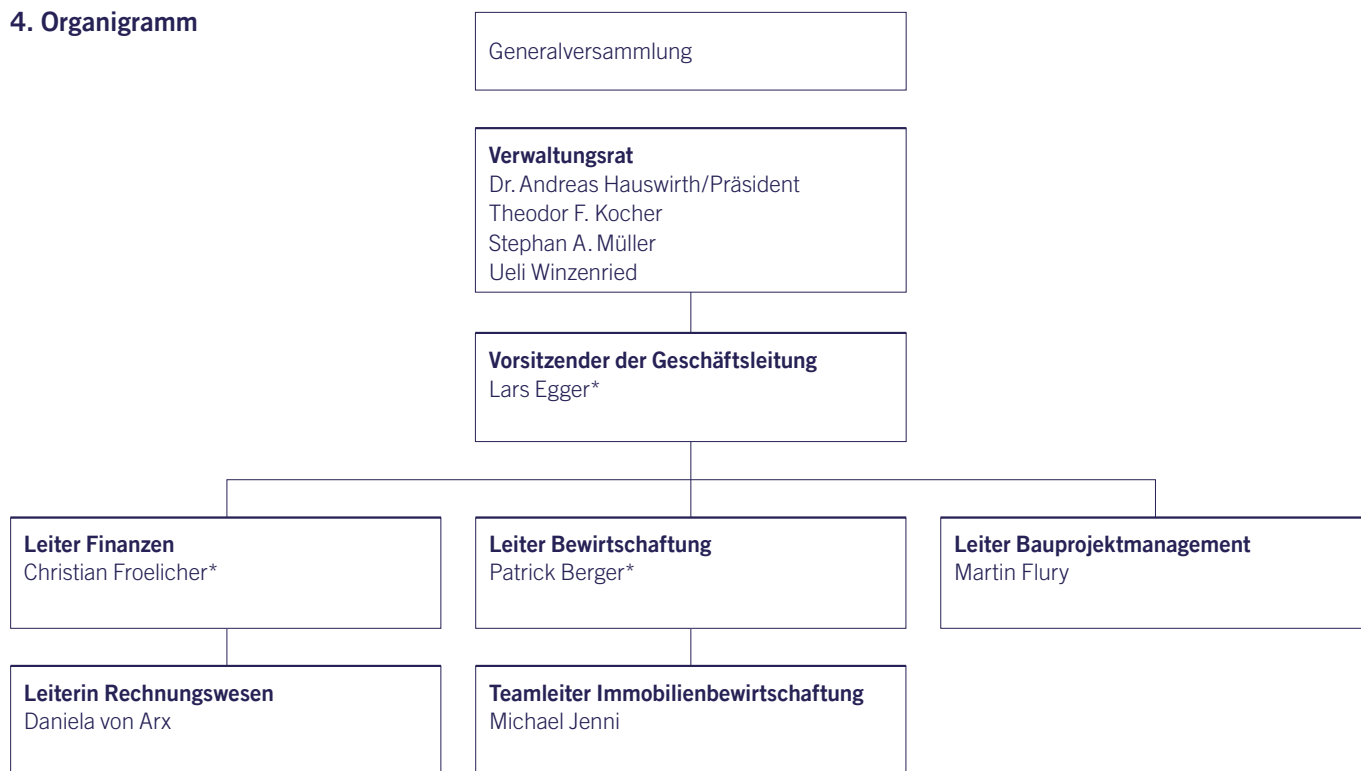 4. Organigramm
Generalversammlung
Verwaltungsrat
Dr. Andreas Hauswirth/Präsident
Theodor F. Kocher
Stephan A. Müller
Ueli Winzenried
Vorsitzender der Geschäftsleitung
Lars Egger*
Leiter Finanzen
Christian Froelicher*
Leiter Bewirtschaftung
Patrick Berger*
Leiter Bauprojektmanagement
Martin Flury
Leiterin Rechnungswesen
Daniela von Arx
Teamleiter Immobilienbewirtschaftung
Michael Jenni